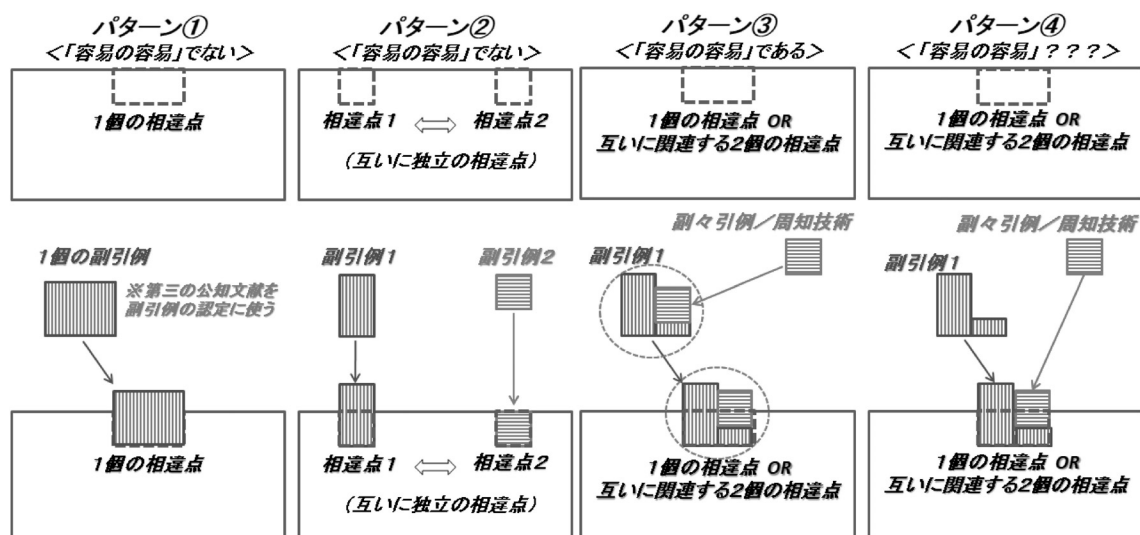 パターン①
<「容易の容易」でない>
1個の相違点
1個の副引例
※第三の公知文献を
副引例の認定に使う
1個の相違点
パターン②
<「容易の容易」でない>
相違点1 ⇔ 相違点2
(互いに独立の相違点)
副引例1
副引例2
相違点1 ⇔ 相違点2
(互いに独立の相違点)
パターン③
<「容易の容易」である>
1個の相違点 OR
互いに関連する2個の相違点
副々引例/周知技術
副引例1
1個の相違点 OR
互いに関連する2個の相違点
パターン④
<「容易の容易」???>
1個の相違点 OR
互いに関連する2個の相違点
副々引例/周知技術
副引例1
1個の相違点 OR
互いに関連する2個の相違点